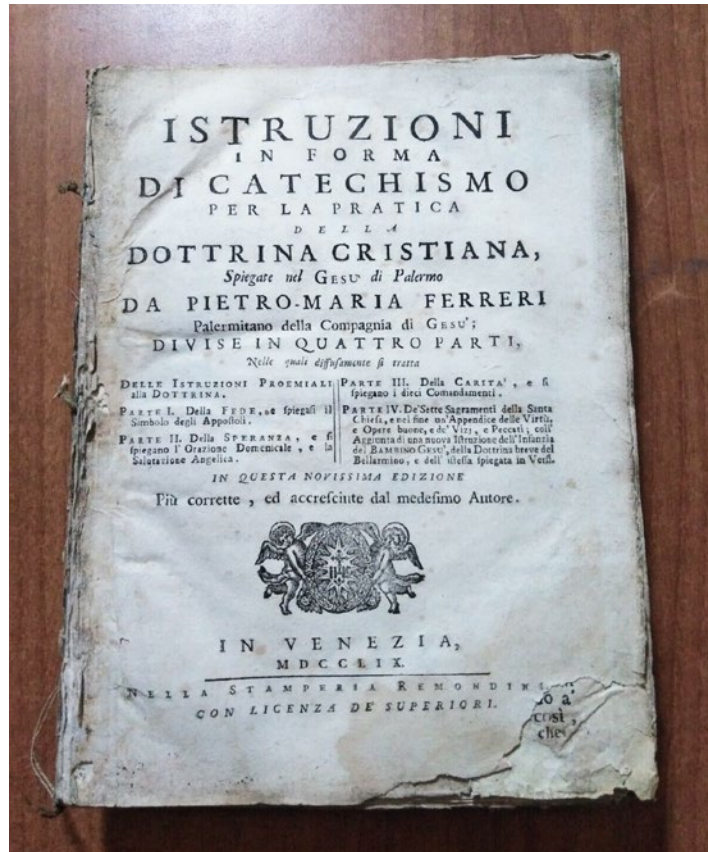 ISTRUZIONI
IN FORMA
DI CATECHISMO
PER LA PRATICA
DELLA
DOTTRINA CRISTIANA,
Spiegate nel GESU' di Palermo
DA PIETRO-MARIA FERRERI
Palermitano della Compagnia di GESU';
DIVISE IN QUATTRO PARTI,
Nelle quali diffusamente si tratta
DELLE ISTRUZIONI PROEMIALI
alla DOTTRINA.
PARTE I. Della FEDE, e spiegasi il
Simbolo degli Appostoli.
PARTE II. Della SPERANZA, e si
spiegano l'Orazione Domenicale, e la
Salutazione Angelica.
PARTE III. Della CARITA', e si
spiegano i dieci Comandamenti.
PARTE IV. De' Sette Sagramenti della Santa
Chiesa, e nel fine un'Appendice delle Virtù,
e Opere buone, e de' Vizj, e Peccati; coll'
Aggiunta di una nuova Istruzione dell'Infanzia
del BAMBINO GESU', della Dottrina breve del
Bellarmino, e dell' istessa spiegata in Versi.
IN QUESTA NOVISSIMA EDIZIONE
Più corrette, ed accresciute dal medesimo Autore.
IHS
IN VENEZIA,
MDCCLIX.
NELLA STAMPERIA REMONDINI
CON LICENZA DE' SUPERIORI.
così,
che